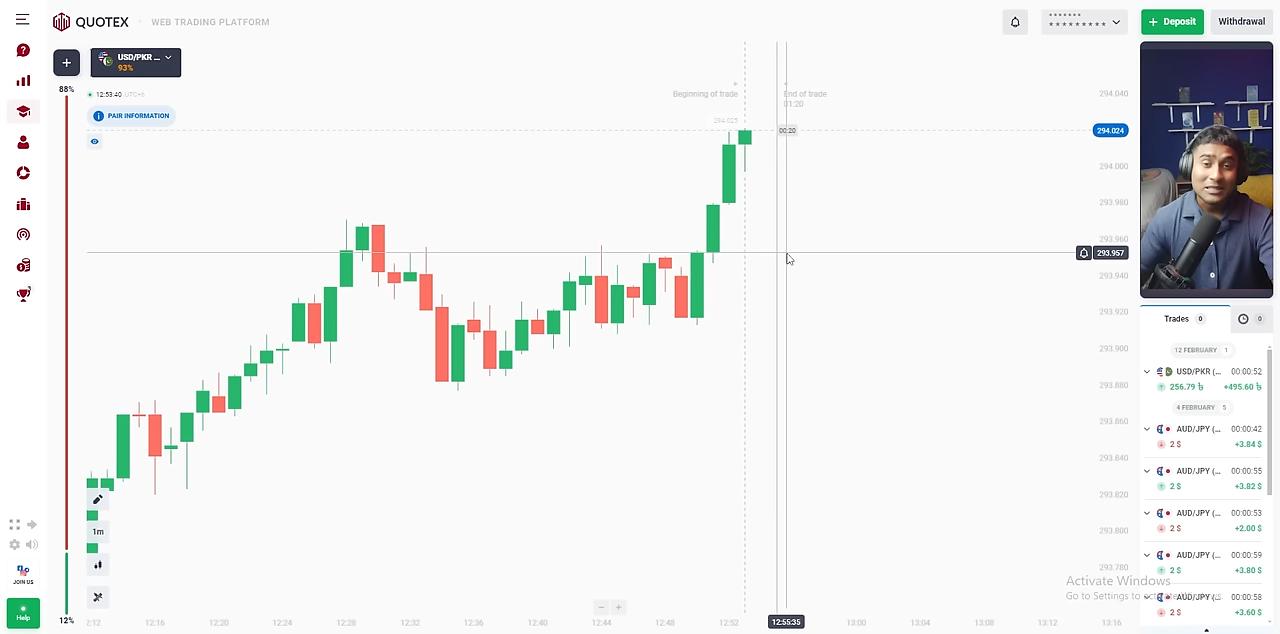 QUOTEX
WEB TRADING PLATFORM
*******
*********
+ Deposit
Withdrawal
+
USD/PKR ...
93%
88%
12:53:40 UTC+6
PAIR INFORMATION
Beginning of trade
End of trade
01:20
294.025
00:20
294.040
294.024
294.000
293.980
293.960
293.957
293.940
293.920
293.900
293.880
293.860
293.840
293.820
293.800
293.780
1m
12%
JOIN US
Help
12:16
12:20
12:24
12:28
12:32
12:36
12:40
12:44
12:48
12:52
12:55:35
13:00
13:04
13:08
13:12
13:16
Trades 0
0
12 FEBRUARY 1
USD/PKR (... 00:00:52
256.79 ৳ +495.60 ৳
4 FEBRUARY 5
AUD/JPY (... 00:00:42
2 $ +3.84 $
AUD/JPY (... 00:00:55
2 $ +3.82 $
AUD/JPY (... 00:00:53
2 $ +2.00 $
AUD/JPY (... 00:00:59
2 $ +3.80 $
AUD/JPY (... 00:00:58
2 $ +3.60 $
Activate Windows
Go to Settings to